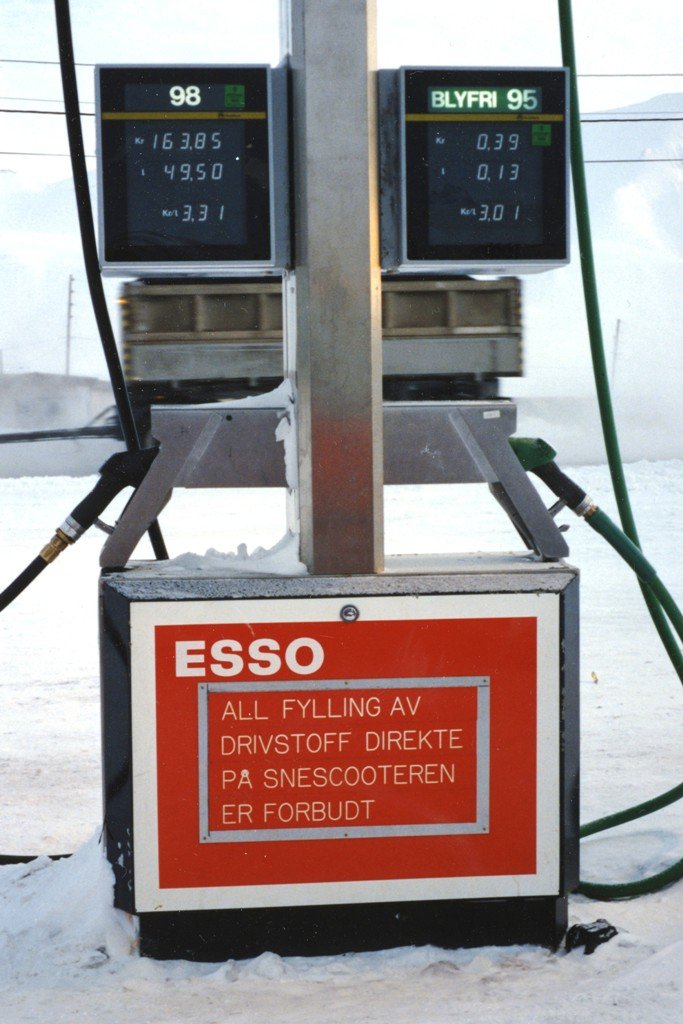 98
Kr 163,85
l 49,50
Kr/l 3,31
BLYFRI 95
Kr 0,39
l 0,13
Kr/l 3,01
ESSO
ALL FYLLING AV
DRIVSTOFF DIREKTE
PÅ SNESCOOTEREN
ER FORBUDT